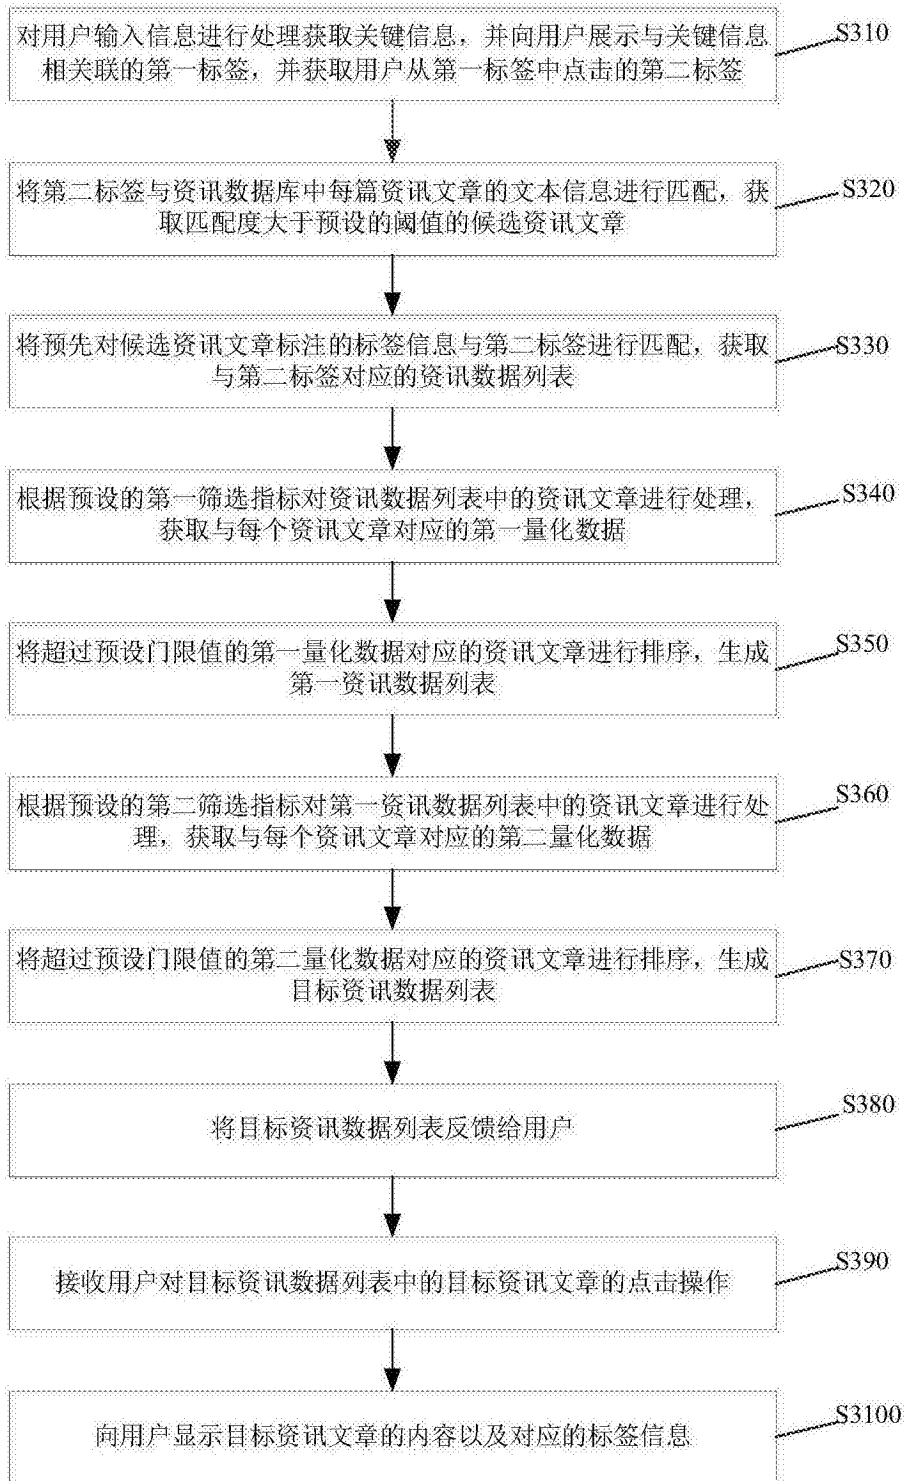 对用户输入信息进行处理获取关键信息，并向用户展示与关键信息
相关联的第一标签，并获取用户从第一标签中点击的第二标签
S310
将第二标签与资讯数据库中每篇资讯文章的文本信息进行匹配，获
取匹配度大于预设的阈值的候选资讯文章
S320
将预先对候选资讯文章标注的标签信息与第二标签进行匹配，获取
与第二标签对应的资讯数据列表
S330
根据预设的第一筛选指标对资讯数据列表中的资讯文章进行处理，
获取与每个资讯文章对应的第一量化数据
S340
将超过预设门限值的第一量化数据对应的资讯文章进行排序，生成
第一资讯数据列表
S350
根据预设的第二筛选指标对第一资讯数据列表中的资讯文章进行处
理，获取与每个资讯文章对应的第二量化数据
S360
将超过预设门限值的第二量化数据对应的资讯文章进行排序，生成
目标资讯数据列表
S370
将目标资讯数据列表反馈给用户
S380
接收用户对目标资讯数据列表中的目标资讯文章的点击操作
S390
向用户显示目标资讯文章的内容以及对应的标签信息
S3100